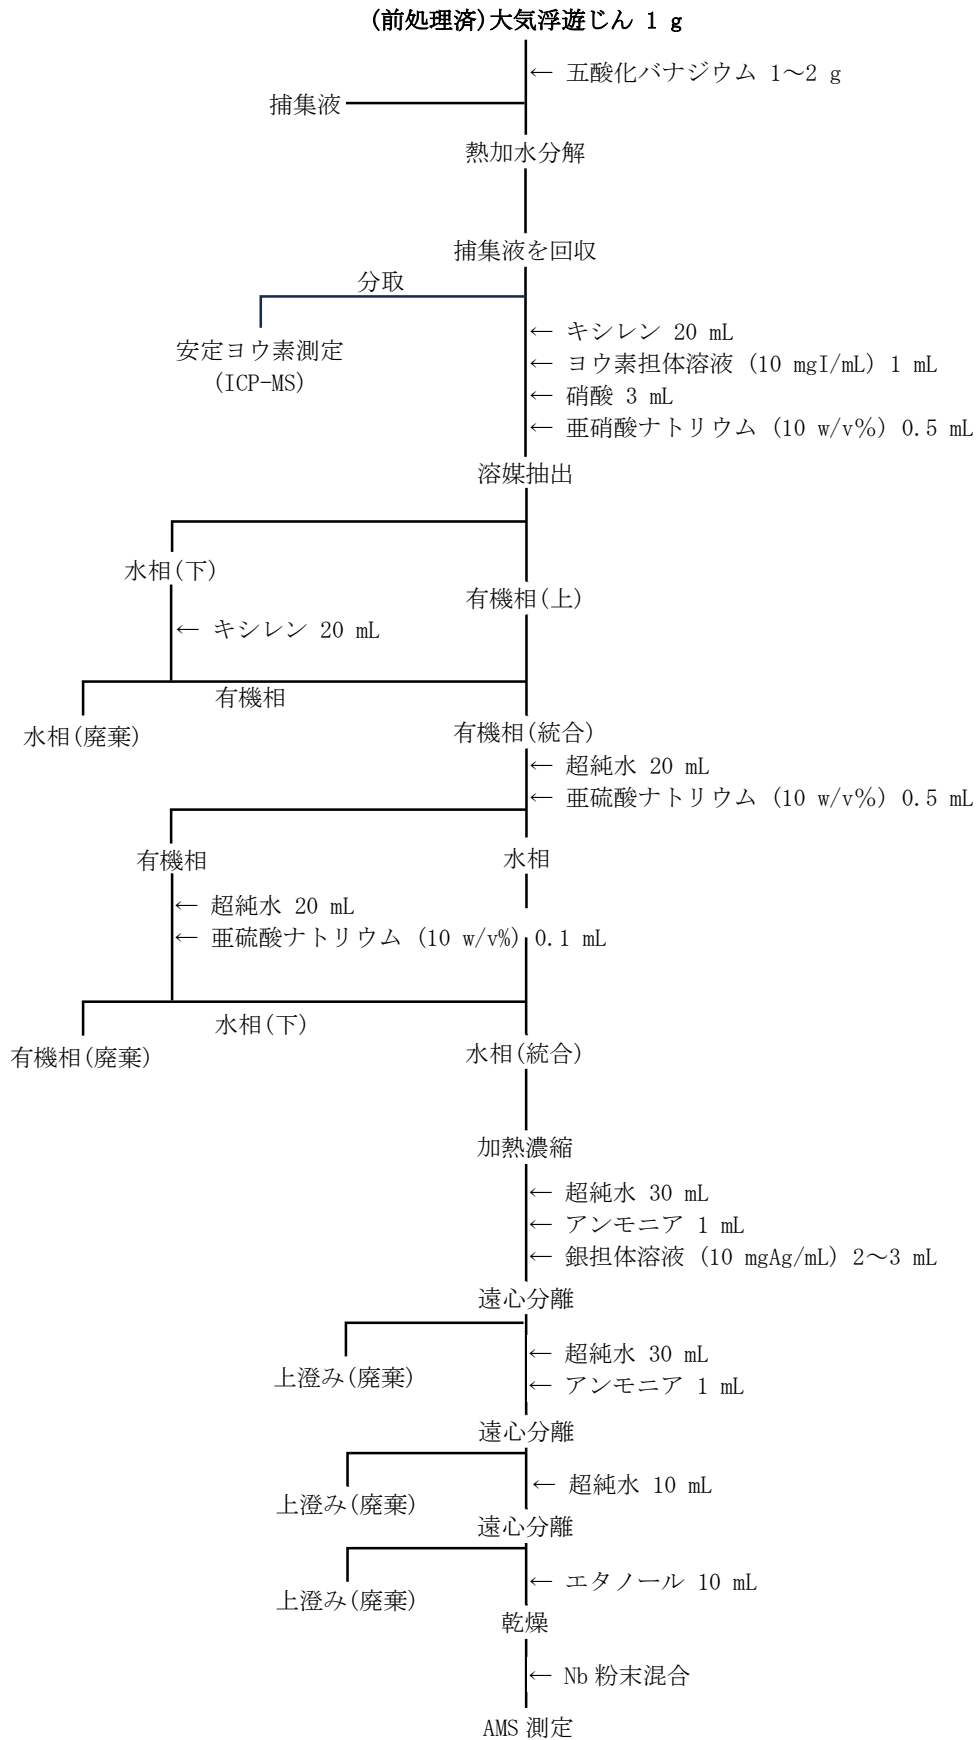 (前処理済)大気浮遊じん 1 g
← 五酸化バナジウム 1～2 g
捕集液
熱加水分解
捕集液を回収
分取
安定ヨウ素測定
(ICP-MS)
← キシレン 20 mL
← ヨウ素担体溶液 (10 mgI/mL) 1 mL
← 硝酸 3 mL
← 亜硝酸ナトリウム (10 w/v%) 0.5 mL
溶媒抽出
水相(下)
有機相(上)
← キシレン 20 mL
有機相
水相(廃棄)
有機相(統合)
← 超純水 20 mL
← 亜硫酸ナトリウム (10 w/v%) 0.5 mL
有機相
水相
← 超純水 20 mL
← 亜硫酸ナトリウム (10 w/v%) 0.1 mL
水相(下)
有機相(廃棄)
水相(統合)
加熱濃縮
← 超純水 30 mL
← アンモニア 1 mL
← 銀担体溶液 (10 mgAg/mL) 2～3 mL
遠心分離
上澄み(廃棄)
← 超純水 30 mL
← アンモニア 1 mL
遠心分離
上澄み(廃棄)
← 超純水 10 mL
遠心分離
上澄み(廃棄)
← エタノール 10 mL
乾燥
← Nb 粉末混合
AMS 測定